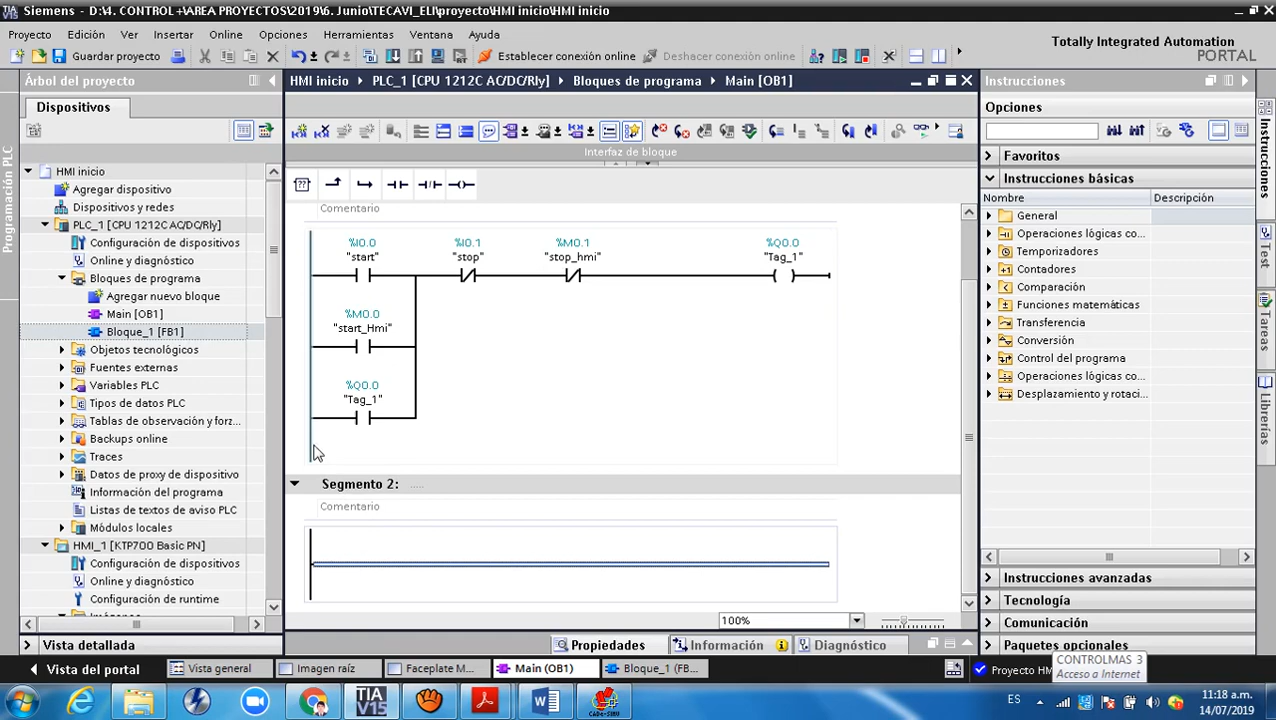 Siemens - D:\4. CONTROL +\AREA PROYECTOS\2019\6. Junio\TECAVI_ELI\proyecto\HMI inicio\HMI inicio
Proyecto Edición Ver Insertar Online Opciones Herramientas Ventana Ayuda
Totally Integrated Automation
PORTAL
Guardar proyecto
Establecer conexión online
Deshacer conexión online
Programación PLC
Árbol del proyecto
Dispositivos
HMI inicio
Agregar dispositivo
Dispositivos y redes
PLC_1 [CPU 1212C AC/DC/Rly]
Configuración de dispositivos
Online y diagnóstico
Bloques de programa
Agregar nuevo bloque
Main [OB1]
Bloque_1 [FB1]
Objetos tecnológicos
Fuentes externas
Variables PLC
Tipos de datos PLC
Tablas de observación y forz...
Backups online
Traces
Datos de proxy de dispositivo
Información del programa
Listas de textos de aviso PLC
Módulos locales
HMI_1 [KTP700 Basic PN]
Configuración de dispositivos
Online y diagnóstico
Configuración de runtime
Vista detallada
HMI inicio PLC_1 [CPU 1212C AC/DC/Rly] Bloques de programa Main [OB1]
Interfaz de bloque
??
Comentario
%I0.0 %I0.1 %M0.1 %Q0.0
"start" "stop" "stop_hmi" "Tag_1"
%M0.0
"start_Hmi"
%Q0.0
"Tag_1"
Segmento 2: .....
Comentario
100%
Propiedades Información Diagnóstico
Instrucciones
Opciones
Favoritos
Instrucciones básicas
Nombre Descripción
General
Operaciones lógicas co...
Temporizadores
Contadores
Comparación
Funciones matemáticas
Transferencia
Conversión
Control del programa
Operaciones lógicas co...
Desplazamiento y rotaci...
Instrucciones avanzadas
Tecnología
Comunicación
Paquetes opcionales
Instrucciones
Test
Tareas
Librerías
Vista del portal Vista general Imagen raíz Faceplate M... Main (OB1) Bloque_1 (FB...
Proyecto HM
CONTROLMAS 3
Acceso a Internet
TIA
V15
ES
11:18 a.m.
14/07/2019